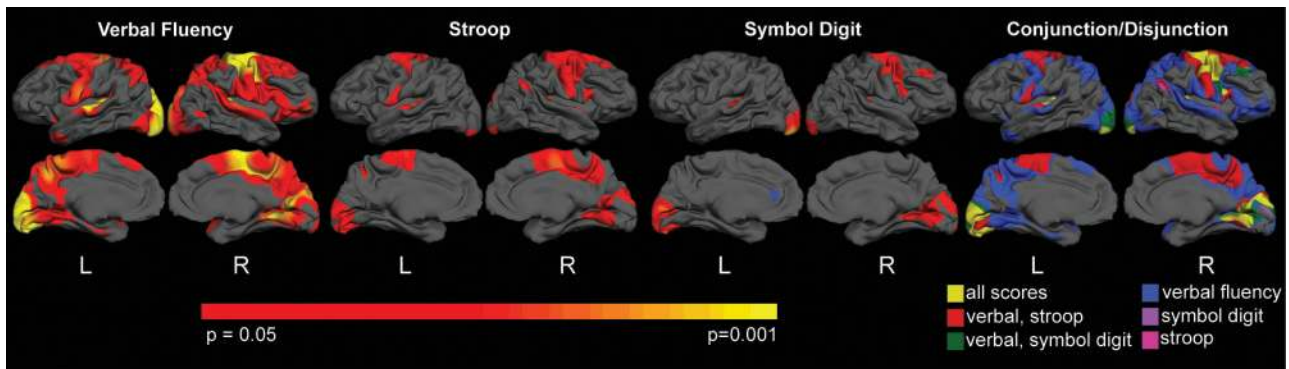 Verbal Fluency Stroop Symbol Digit Conjunction/Disjunction
L R L R L R L R
p = 0.05 p=0.001
all scores verbal fluency
verbal, stroop symbol digit
verbal, symbol digit stroop